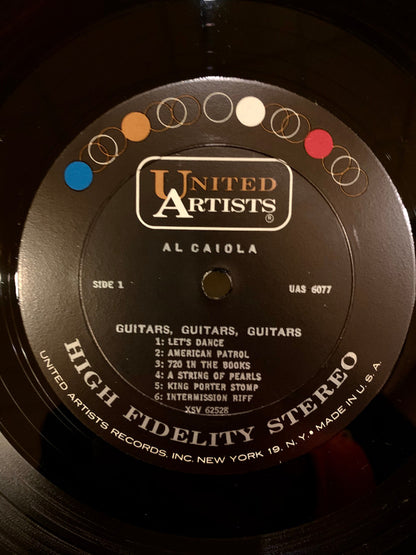 UNITED
ARTISTS
®
AL CAIOLA
SIDE 1
UAS 6077
GUITARS, GUITARS, GUITARS
1: LET'S DANCE
2: AMERICAN PATROL
3: 720 IN THE BOOKS
4: A STRING OF PEARLS
5: KING PORTER STOMP
6: INTERMISSION RIFF
XSV 62528
HIGH FIDELITY STEREO
UNITED ARTISTS RECORDS, INC. NEW YORK 19, N.Y. • MADE IN U.S.A.